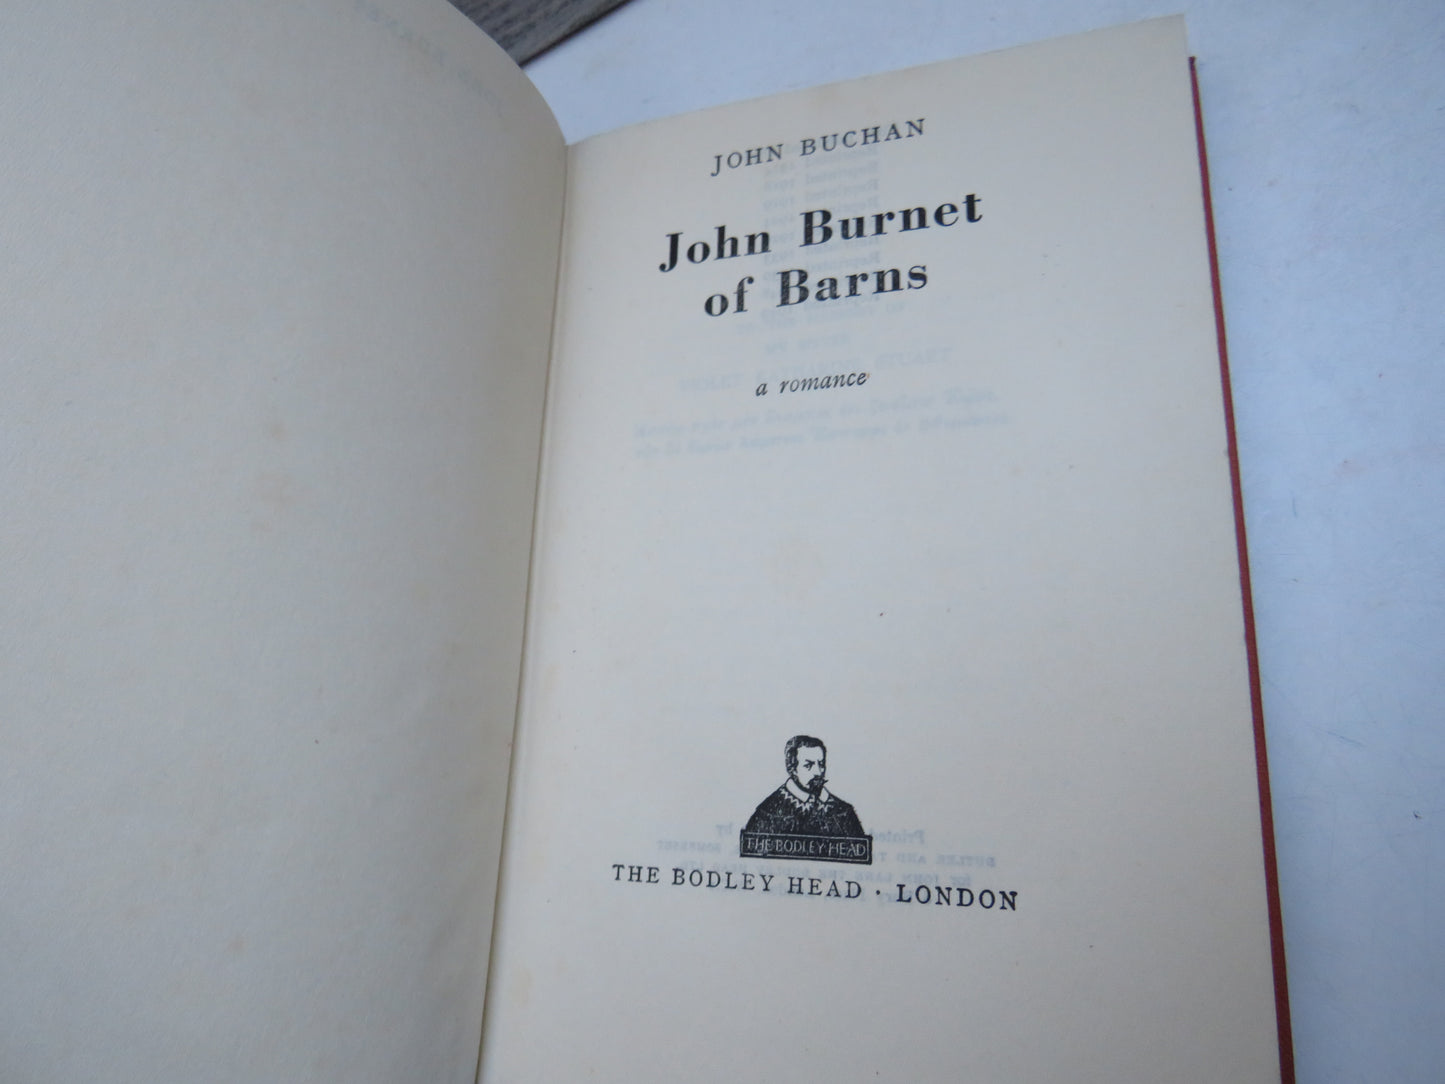 JOHN BUCHAN
John Burnet
of Barns
a romance
THE BODLEY HEAD
THE BODLEY HEAD · LONDON